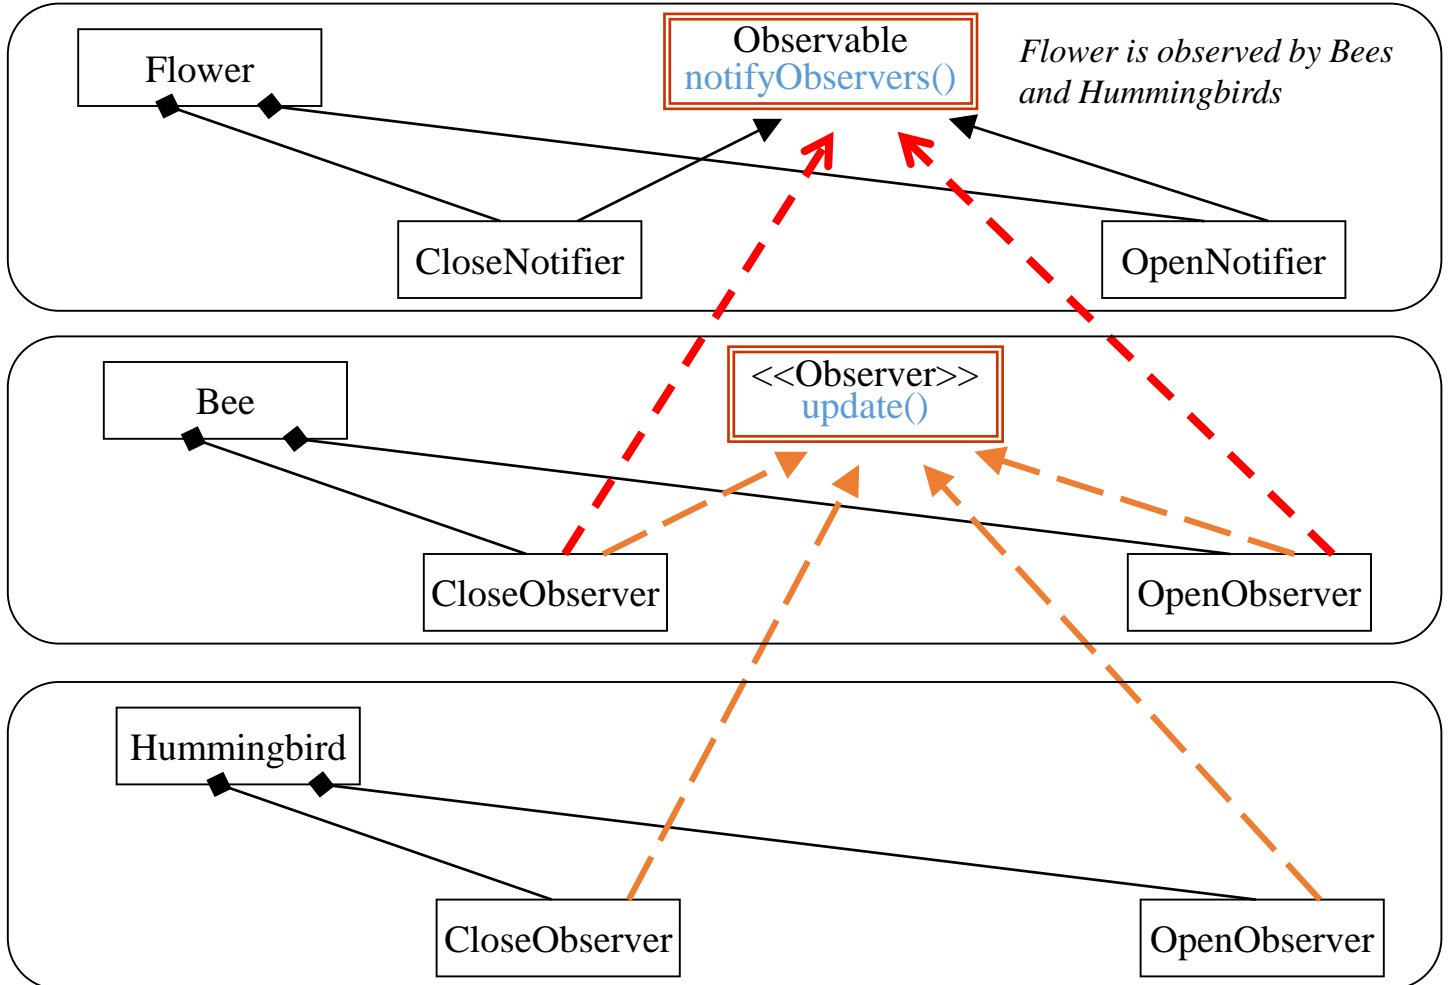 Flower
Observable
notifyObservers()
Flower is observed by Bees
and Hummingbirds
CloseNotifier
OpenNotifier
Bee
<<Observer>>
update()
CloseObserver
OpenObserver
Hummingbird
CloseObserver
OpenObserver